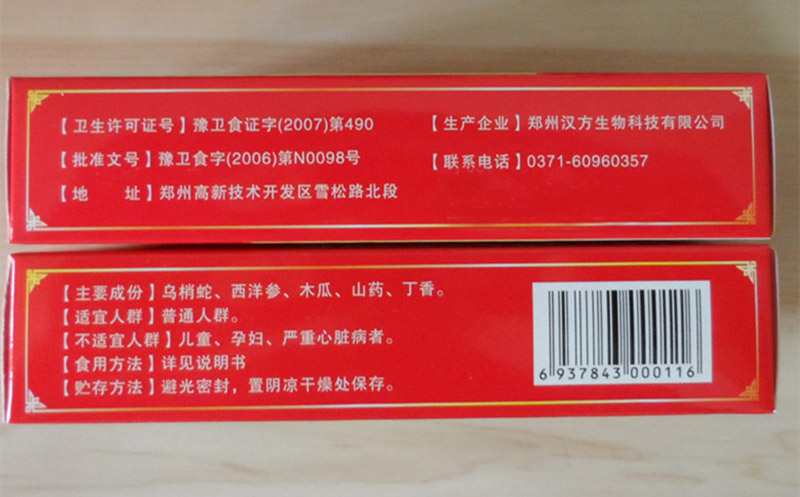 【卫生许可证号】豫卫食证字(2007)第490
【生产企业】郑州汉方生物科技有限公司
【批准文号】豫卫食字(2006)第N0098号
【联系电话】0371-60960357
【地　　址】郑州高新技术开发区雪松路北段
【主要成份】乌梢蛇、西洋参、木瓜、山药、丁香。
【适宜人群】普通人群。
【不适宜人群】儿童、孕妇、严重心脏病者。
【食用方法】详见说明书
【贮存方法】避光密封，置阴凉干燥处保存。
6 937843 000116